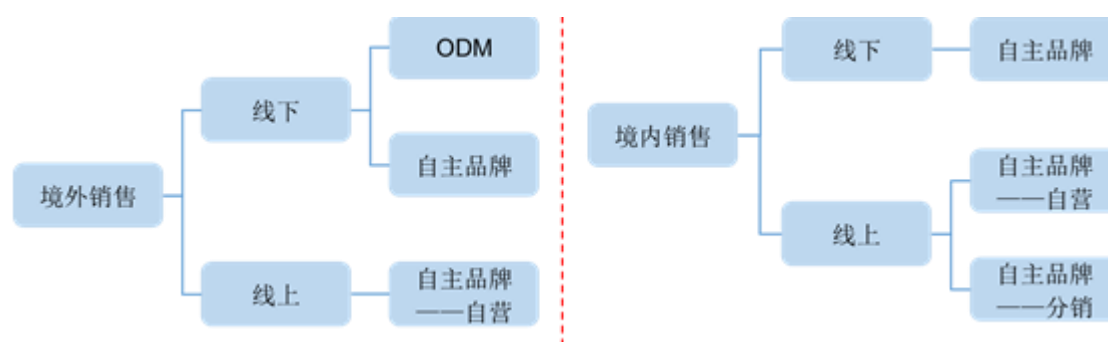 境外销售
线下
ODM
自主品牌
线上
自主品牌
——自营
境内销售
线下
自主品牌
线上
自主品牌
——自营
自主品牌
——分销